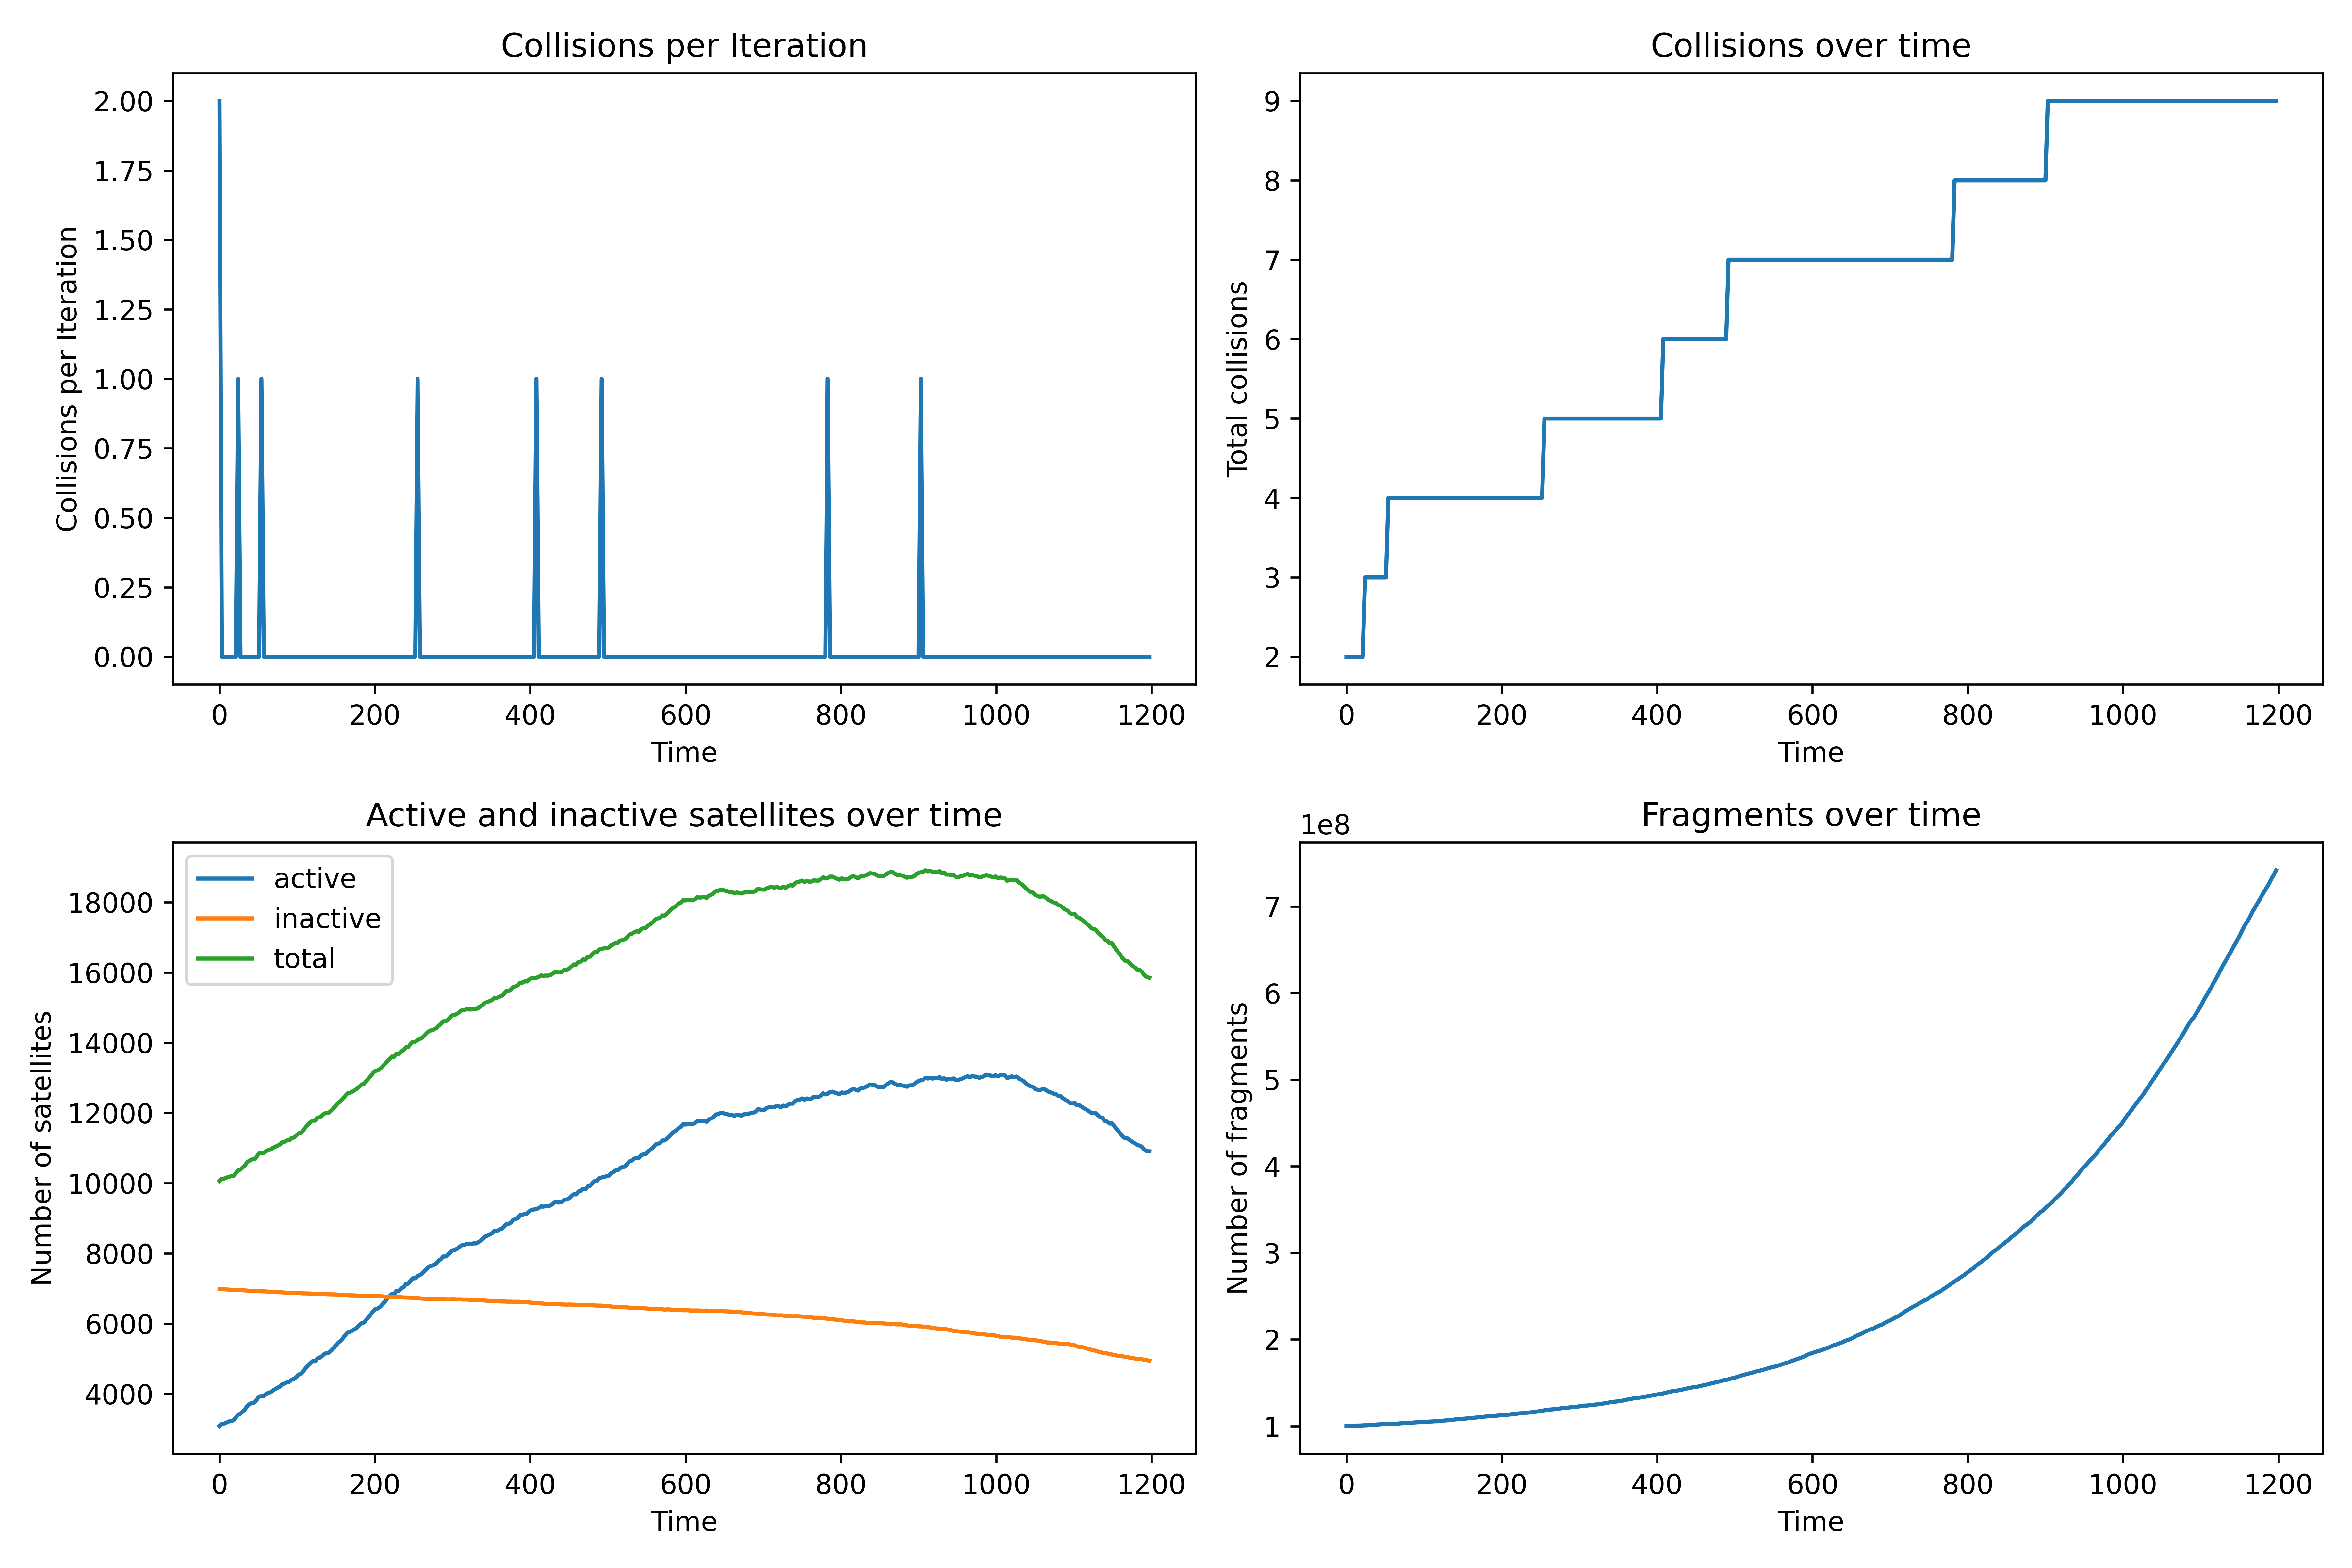 Collisions per Iteration
2.00
1.75
1.50
1.25
1.00
0.75
0.50
0.25
0.00
Collisions per Iteration
0 200 400 600 800 1000 1200
Time
Collisions over time
9
8
7
6
5
4
3
2
Total collisions
0 200 400 600 800 1000 1200
Time
Active and inactive satellites over time
active
inactive
total
18000
16000
14000
12000
10000
8000
6000
4000
Number of satellites
0 200 400 600 800 1000 1200
Time
Fragments over time
1e8
7
6
5
4
3
2
1
Number of fragments
0 200 400 600 800 1000 1200
Time